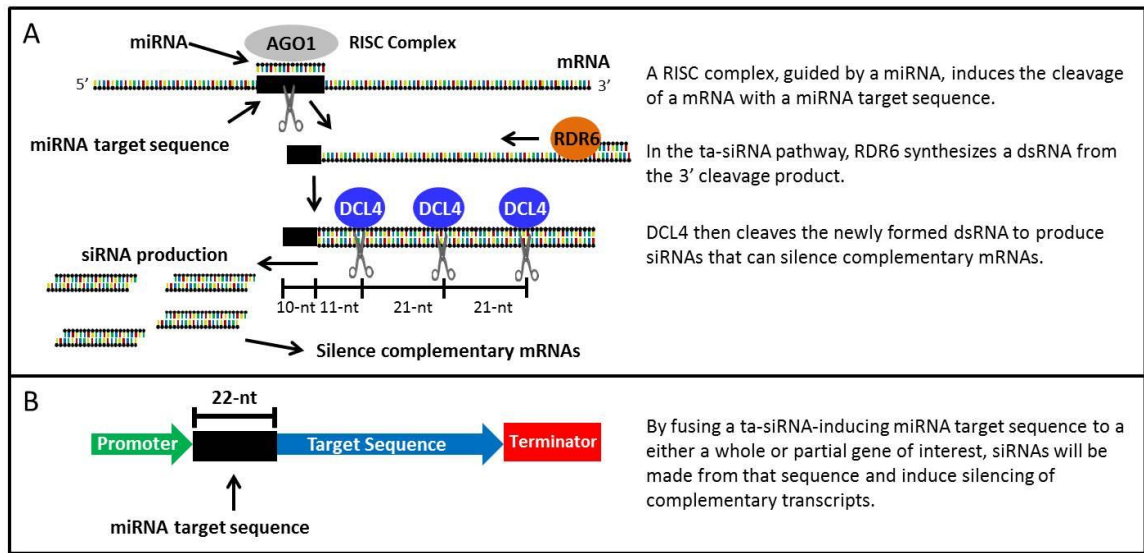 A
miRNA
AGO1
RISC Complex
mRNA
5’
3’
miRNA target sequence
RDR6
DCL4 DCL4 DCL4
siRNA production
10-nt 11-nt 21-nt 21-nt
Silence complementary mRNAs
A RISC complex, guided by a miRNA, induces the cleavage
of a mRNA with a miRNA target sequence.
In the ta-siRNA pathway, RDR6 synthesizes a dsRNA from
the 3’ cleavage product.
DCL4 then cleaves the newly formed dsRNA to produce
siRNAs that can silence complementary mRNAs.
B
22-nt
Promoter
Target Sequence
Terminator
miRNA target sequence
By fusing a ta-siRNA-inducing miRNA target sequence to a
either a whole or partial gene of interest, siRNAs will be
made from that sequence and induce silencing of
complementary transcripts.